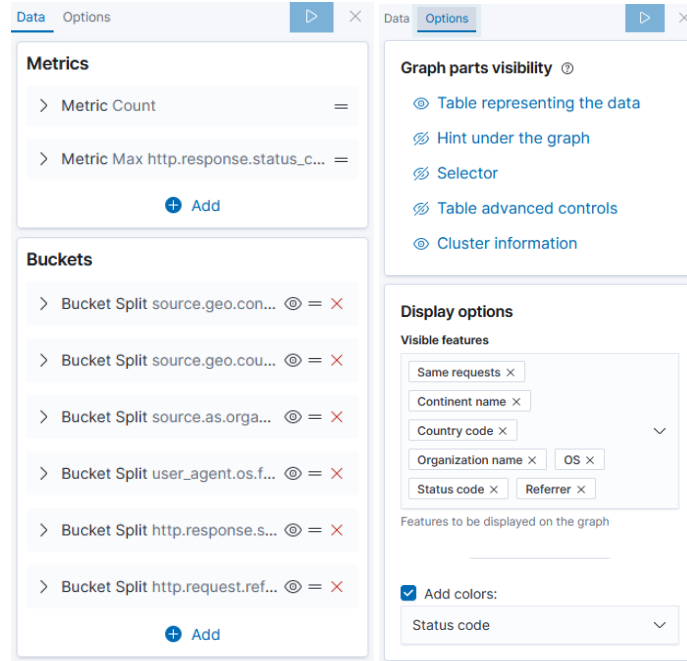 Data Options
Metrics
Metric Count
Metric Max http.response.status_c...
Add
Buckets
Bucket Split source.geo.con...
Bucket Split source.geo.cou...
Bucket Split source.as.orga...
Bucket Split user_agent.os.f...
Bucket Split http.response.s...
Bucket Split http.request.ref...
Add
Data Options
Graph parts visibility
Table representing the data
Hint under the graph
Selector
Table advanced controls
Cluster information
Display options
Visible features
Same requests
Continent name
Country code
Organization name OS
Status code Referrer
Features to be displayed on the graph
Add colors:
Status code